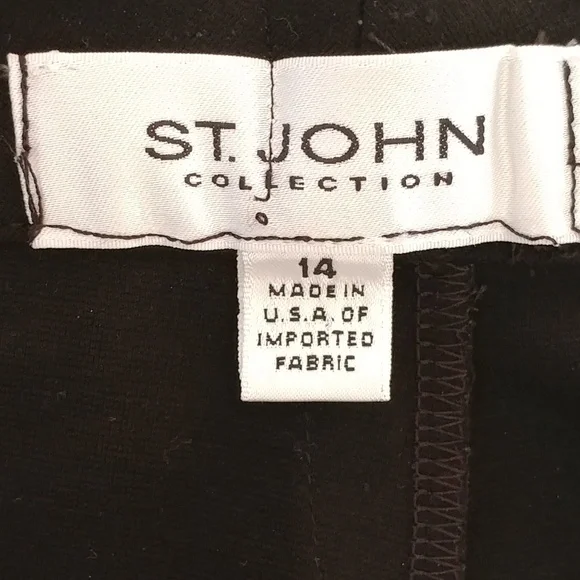 ST. JOHN
COLLECTION
14
MADE IN
U.S.A. OF
IMPORTED
FABRIC